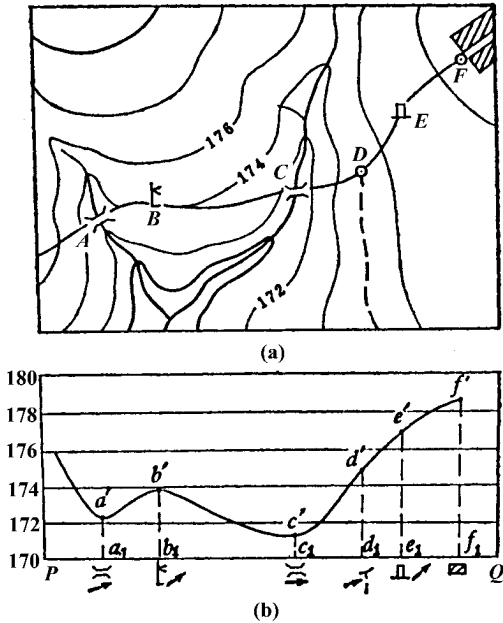 176
174
172
A
B
C
D
E
F
(a)
180
178
176
174
172
170
a′
b′
c′
d′
e′
f′
P a₁ b₁ c₁ d₁ e₁ f₁ Q
(b)